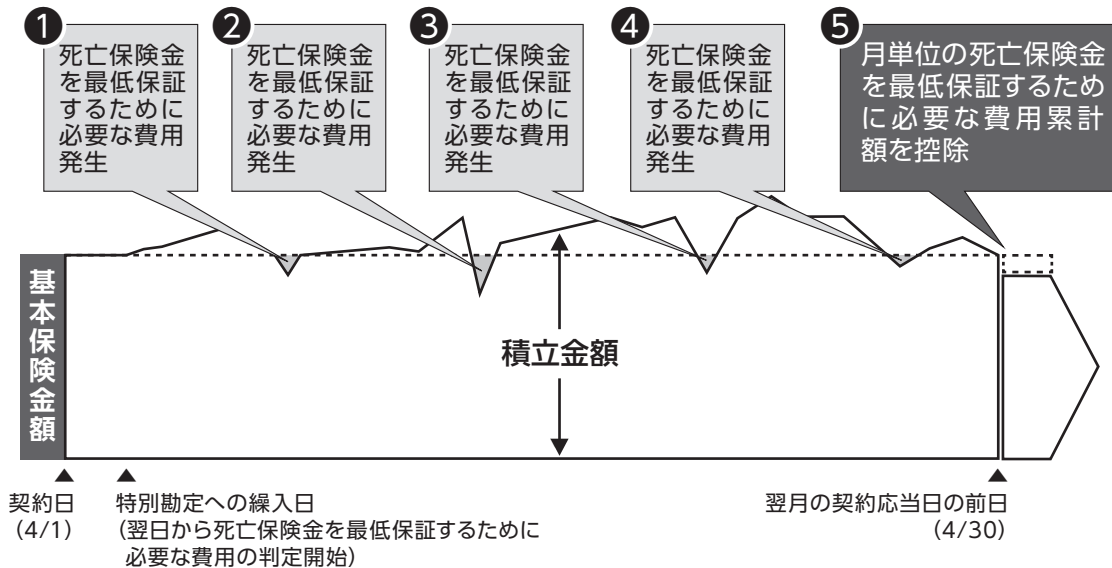 ❶
死亡保険金
を最低保証
するために
必要な費用
発生
❷
死亡保険金
を最低保証
するために
必要な費用
発生
❸
死亡保険金
を最低保証
するために
必要な費用
発生
❹
死亡保険金
を最低保証
するために
必要な費用
発生
❺
月単位の死亡保険金
を最低保証するため
に必要な費用累計
額を控除
基本保険金額
積立金額
契約日
(4/1)
特別勘定への繰入日
(翌日から死亡保険金を最低保証するために
必要な費用の判定開始)
翌月の契約応当日の前日
(4/30)